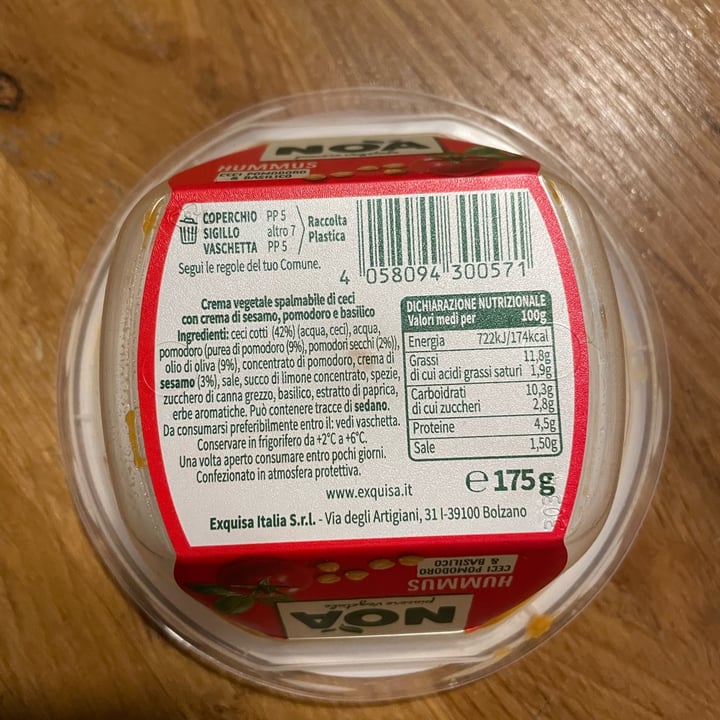 NOA
piacere vegetale
HUMMUS
CECI POMODORO
& BASILICO
COPERCHIO PP 5
SIGILLO altro 7
VASCHETTA PP 5
Raccolta
Plastica
Segui le regole del tuo Comune.
4 058094 300571
Crema vegetale spalmabile di ceci
con crema di sesamo, pomodoro e basilico
Ingredienti: ceci cotti (42%) (acqua, ceci), acqua,
pomodoro (purea di pomodoro (9%), pomodori secchi (2%)),
olio di oliva (9%), concentrato di pomodoro, crema di
sesamo (3%), sale, succo di limone concentrato, spezie,
zucchero di canna grezzo, basilico, estratto di paprica,
erbe aromatiche. Può contenere tracce di sedano.
Da consumarsi preferibilmente entro il: vedi vaschetta.
Conservare in frigorifero da +2°C a +6°C.
Una volta aperto consumare entro pochi giorni.
Confezionato in atmosfera protettiva.
DICHIARAZIONE NUTRIZIONALE
Valori medi per 100g
Energia 722kJ/174kcal
Grassi 11,8g
di cui acidi grassi saturi 1,9g
Carboidrati 10,3g
di cui zuccheri 2,8g
Proteine 4,5g
Sale 1,50g
℮ 175g
www.exquisa.it
Exquisa Italia S.r.l. - Via degli Artigiani, 31 I-39100 Bolzano
HUMMUS
CECI POMODORO
& BASILICO
NOA
piacere vegetale